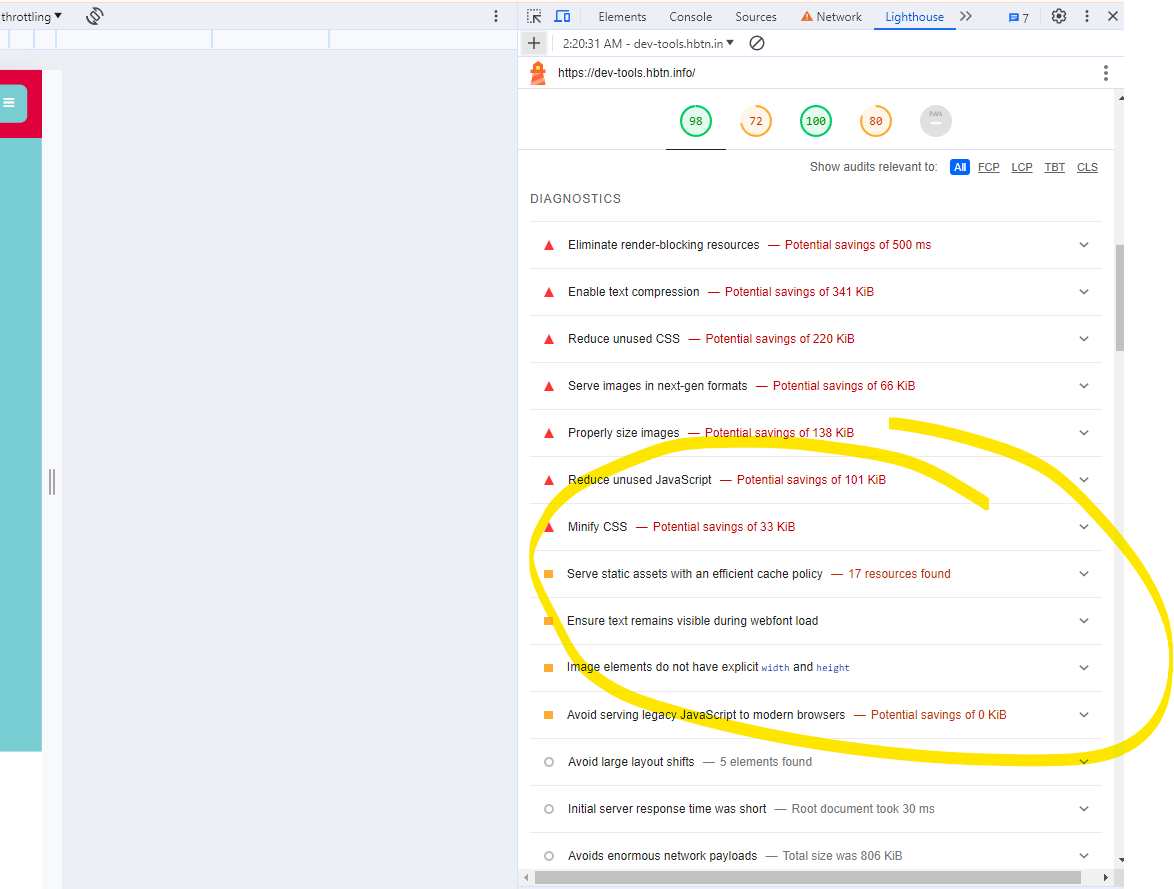 throttling
Elements Console Sources Network Lighthouse 7
2:20:31 AM - dev-tools.hbtn.in
https://dev-tools.hbtn.info/
98 72 100 80 PWA
Show audits relevant to: All FCP LCP TBT CLS
DIAGNOSTICS
Eliminate render-blocking resources — Potential savings of 500 ms
Enable text compression — Potential savings of 341 KiB
Reduce unused CSS — Potential savings of 220 KiB
Serve images in next-gen formats — Potential savings of 66 KiB
Properly size images — Potential savings of 138 KiB
Reduce unused JavaScript — Potential savings of 101 KiB
Minify CSS — Potential savings of 33 KiB
Serve static assets with an efficient cache policy — 17 resources found
Ensure text remains visible during webfont load
Image elements do not have explicit width and height
Avoid serving legacy JavaScript to modern browsers — Potential savings of 0 KiB
Avoid large layout shifts — 5 elements found
Initial server response time was short — Root document took 30 ms
Avoids enormous network payloads — Total size was 806 KiB